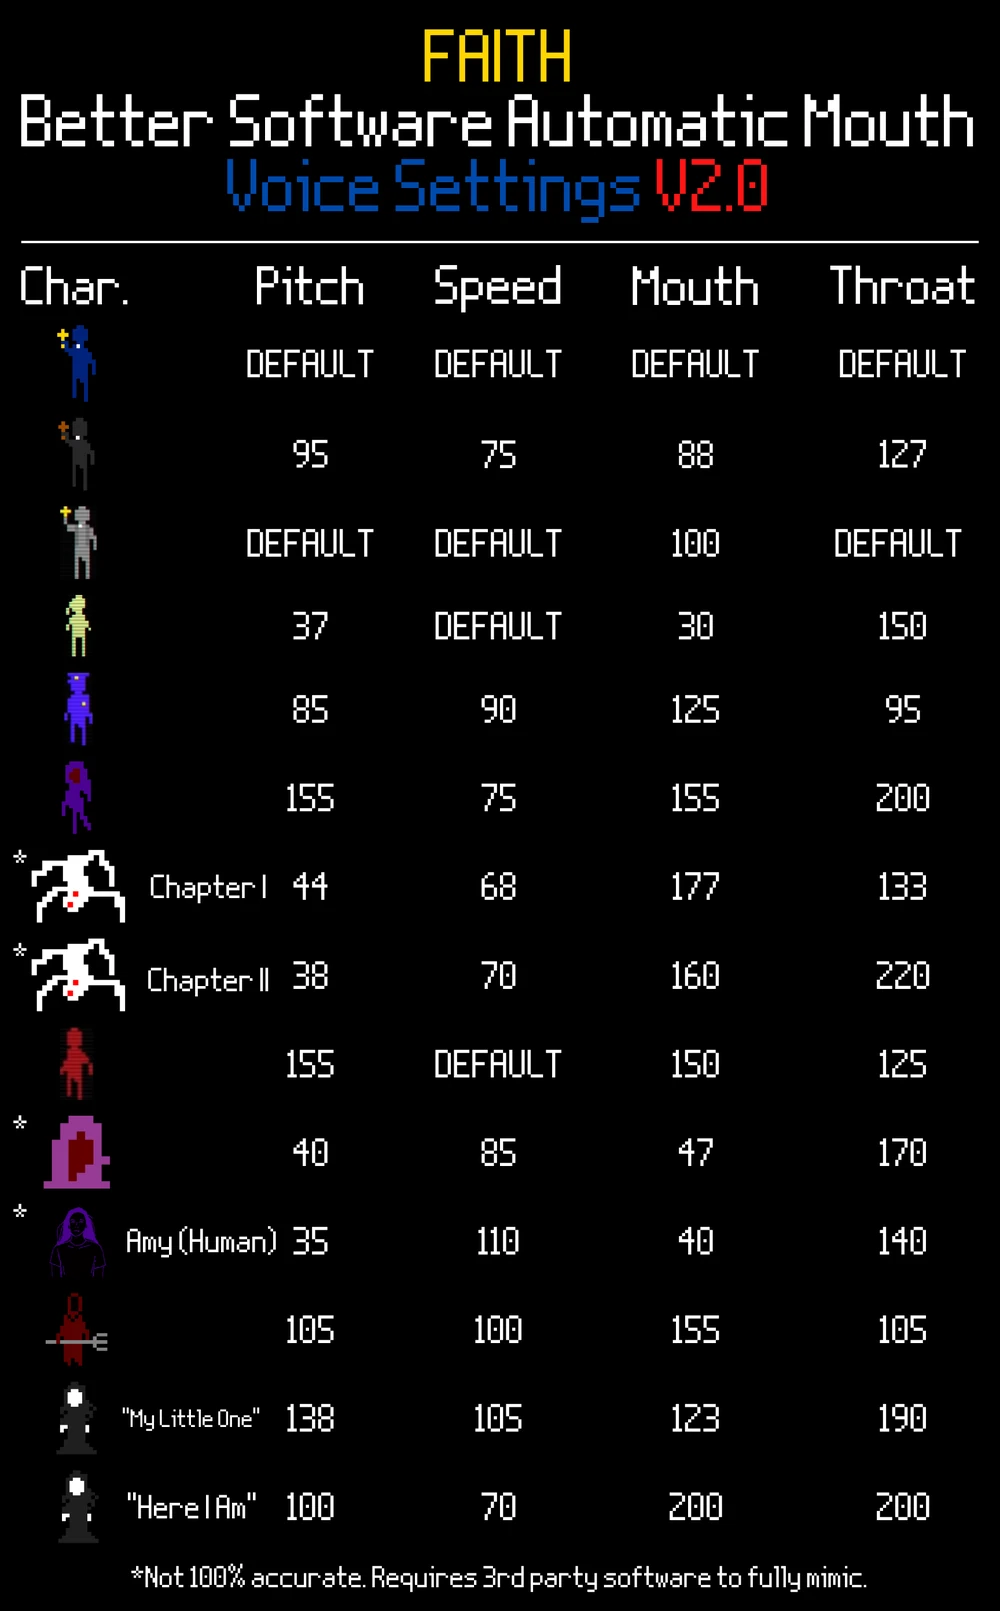 FAITH
Better Software Automatic Mouth
Voice Settings V2.0
Char. Pitch Speed Mouth Throat
DEFAULT DEFAULT DEFAULT DEFAULT
95 75 88 127
DEFAULT DEFAULT 100 DEFAULT
37 DEFAULT 30 150
85 90 125 95
155 75 155 200
* Chapter I 44 68 177 133
* Chapter II 38 70 160 220
155 DEFAULT 150 125
* 40 85 47 170
* Amy (Human) 35 110 40 140
105 100 155 105
"My Little One" 138 105 123 190
"Here I Am" 100 70 200 200
*Not 100% accurate. Requires 3rd party software to fully mimic.